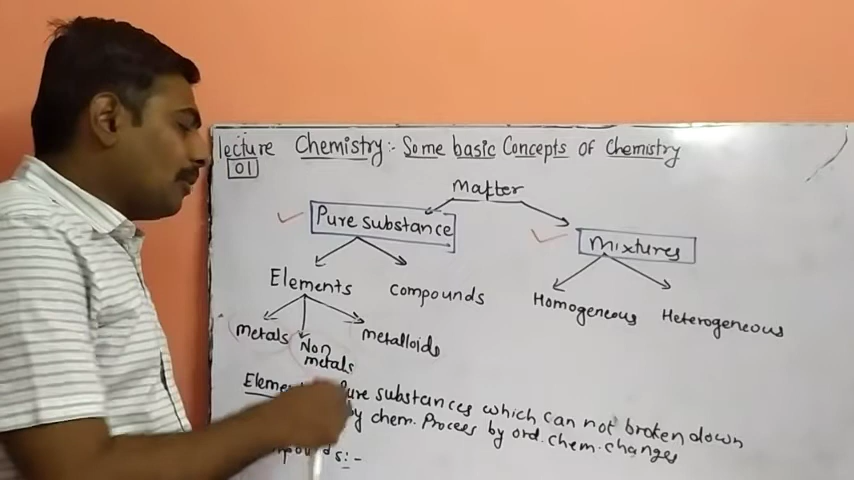 lecture Chemistry:- Some basic Concepts of Chemistry
01
Matter
Pure substance
Mixtures
Elements compounds
Homogeneous Heterogeneous
Metals Non metals Metalloids
Pure substances which can not broken down
by chem. Process by ord. chem. changes
:-